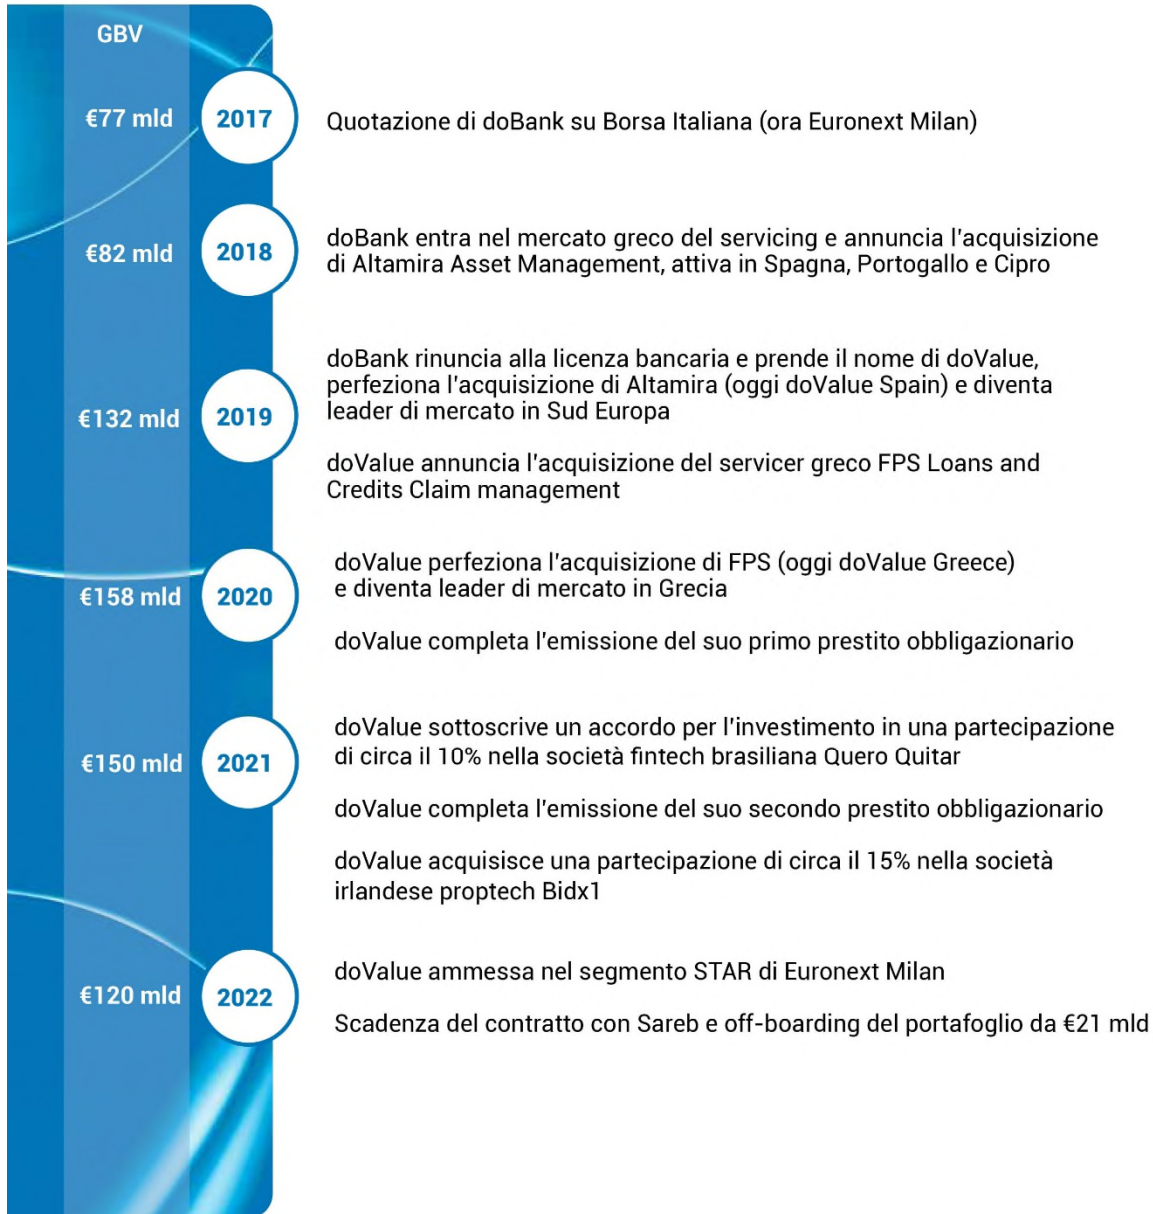 GBV
€77 mld
2017
Quotazione di doBank su Borsa Italiana (ora Euronext Milan)
€82 mld
2018
doBank entra nel mercato greco del servicing e annuncia l'acquisizione
di Altamira Asset Management, attiva in Spagna, Portogallo e Cipro
€132 mld
2019
doBank rinuncia alla licenza bancaria e prende il nome di doValue,
perfeziona l'acquisizione di Altamira (oggi doValue Spain) e diventa
leader di mercato in Sud Europa
doValue annuncia l'acquisizione del servicer greco FPS Loans and
Credits Claim management
€158 mld
2020
doValue perfeziona l'acquisizione di FPS (oggi doValue Greece)
e diventa leader di mercato in Grecia
doValue completa l'emissione del suo primo prestito obbligazionario
€150 mld
2021
doValue sottoscrive un accordo per l'investimento in una partecipazione
di circa il 10% nella società fintech brasiliana Quero Quitar
doValue completa l'emissione del suo secondo prestito obbligazionario
doValue acquisisce una partecipazione di circa il 15% nella società
irlandese proptech Bidx1
€120 mld
2022
doValue ammessa nel segmento STAR di Euronext Milan
Scadenza del contratto con Sareb e off-boarding del portafoglio da €21 mld